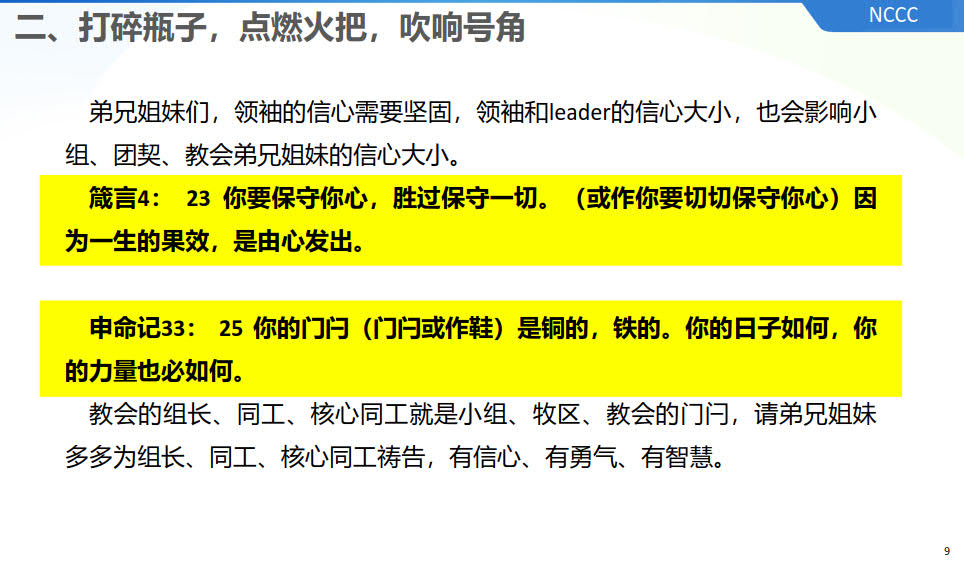 二、打碎瓶子，点燃火把，吹响号角
NCCC
弟兄姐妹们，领袖的信心需要坚固，领袖和leader的信心大小，也会影响小
组、团契、教会弟兄姐妹的信心大小。
箴言4： 23 你要保守你心，胜过保守一切。（或作你要切切保守你心）因
为一生的果效，是由心发出。
申命记33： 25 你的门闩（门闩或作鞋）是铜的，铁的。你的日子如何，你
的力量也必如何。
教会的组长、同工、核心同工就是小组、牧区、教会的门闩，请弟兄姐妹
多多为组长、同工、核心同工祷告，有信心、有勇气、有智慧。
9